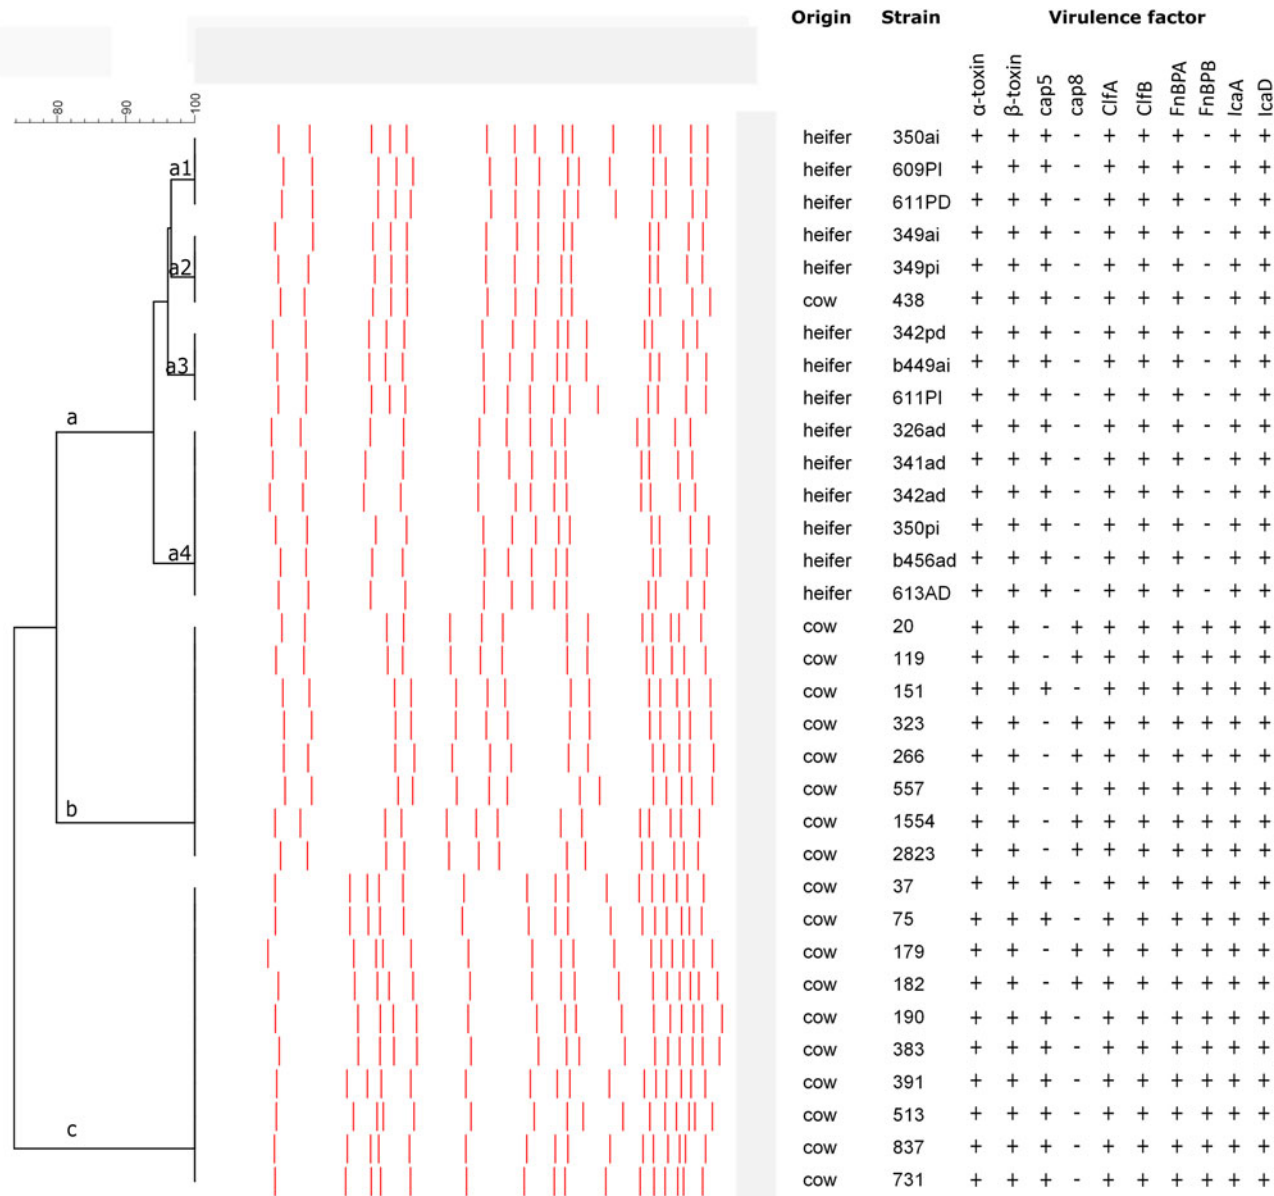 Origin Strain Virulence factor
α-toxin β-toxin cap5 cap8 ClfA ClfB FnBPA FnBPB IcaA IcaD
80 90 100
heifer 350ai + + + - + + + - + +
a1 heifer 609PI + + + - + + + - + +
heifer 611PD + + + - + + + - + +
heifer 349ai + + + - + + + - + +
a2 heifer 349pi + + + - + + + - + +
cow 438 + + + - + + + - + +
heifer 342pd + + + - + + + - + +
a3 heifer b449ai + + + - + + + - + +
heifer 611PI + + + - + + + - + +
a heifer 326ad + + + - + + + - + +
heifer 341ad + + + - + + + - + +
heifer 342ad + + + - + + + - + +
heifer 350pi + + + - + + + - + +
a4 heifer b456ad + + + - + + + - + +
heifer 613AD + + + - + + + - + +
cow 20 + + - + + + + + + +
cow 119 + + - + + + + + + +
cow 151 + + + - + + + + + +
cow 323 + + - + + + + + + +
cow 266 + + - + + + + + + +
cow 557 + + - + + + + + + +
b cow 1554 + + - + + + + + + +
cow 2823 + + - + + + + + + +
cow 37 + + + - + + + + + +
cow 75 + + + - + + + + + +
cow 179 + + - + + + + + + +
cow 182 + + - + + + + + + +
cow 190 + + + - + + + + + +
cow 383 + + + - + + + + + +
cow 391 + + + - + + + + + +
cow 513 + + + - + + + + + +
c cow 837 + + + - + + + + + +
cow 731 + + + - + + + + + +